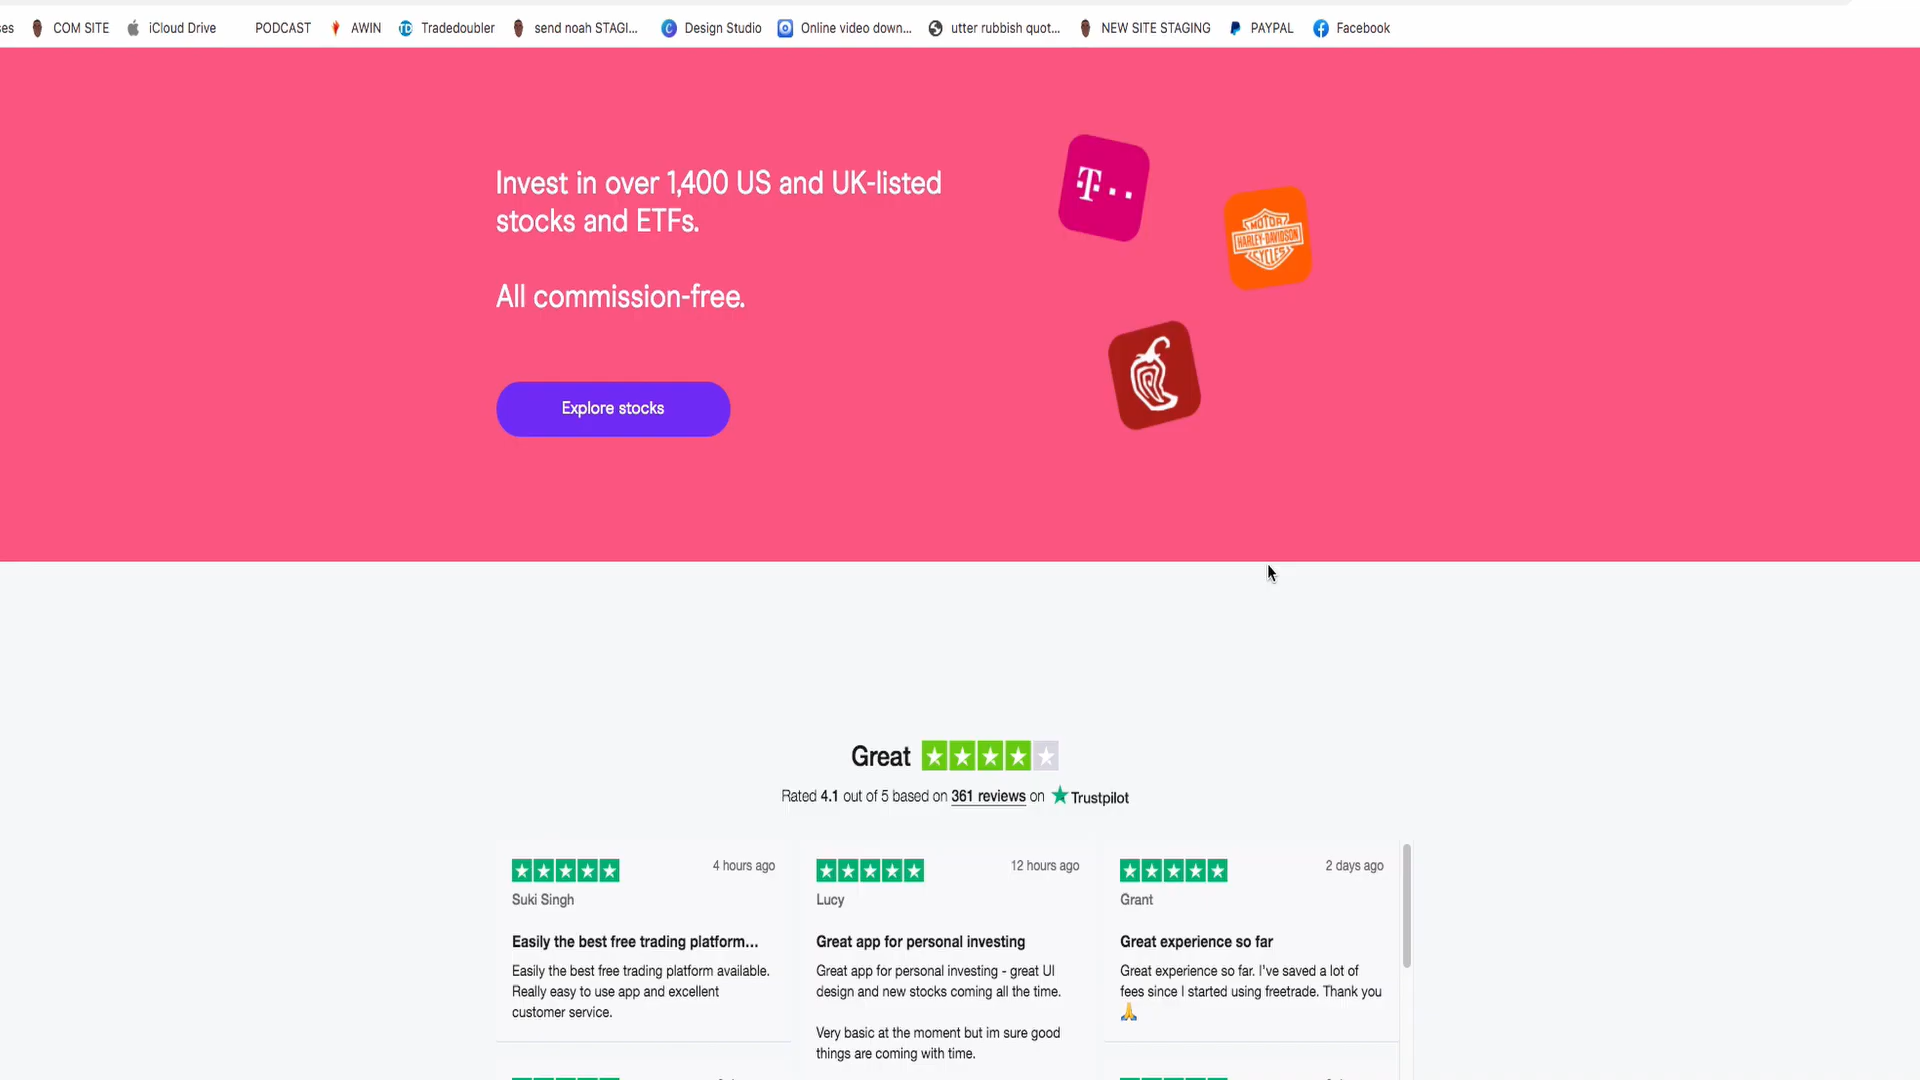 es COM SITE iCloud Drive PODCAST AWIN TD Tradedoubler send noah STAGI... C Design Studio Online video down... utter rubbish quot... NEW SITE STAGING PAYPAL Facebook
Invest in over 1,400 US and UK-listed
stocks and ETFs.
All commission-free.
Explore stocks
T..
MOTOR
HARLEY-DAVIDSON
CYCLES
Great
Rated 4.1 out of 5 based on 361 reviews on Trustpilot
4 hours ago
Suki Singh
Easily the best free trading platform...
Easily the best free trading platform available.
Really easy to use app and excellent
customer service.
12 hours ago
Lucy
Great app for personal investing
Great app for personal investing - great UI
design and new stocks coming all the time.
Very basic at the moment but im sure good
things are coming with time.
2 days ago
Grant
Great experience so far
Great experience so far. I've saved a lot of
fees since I started using freetrade. Thank you
🙏